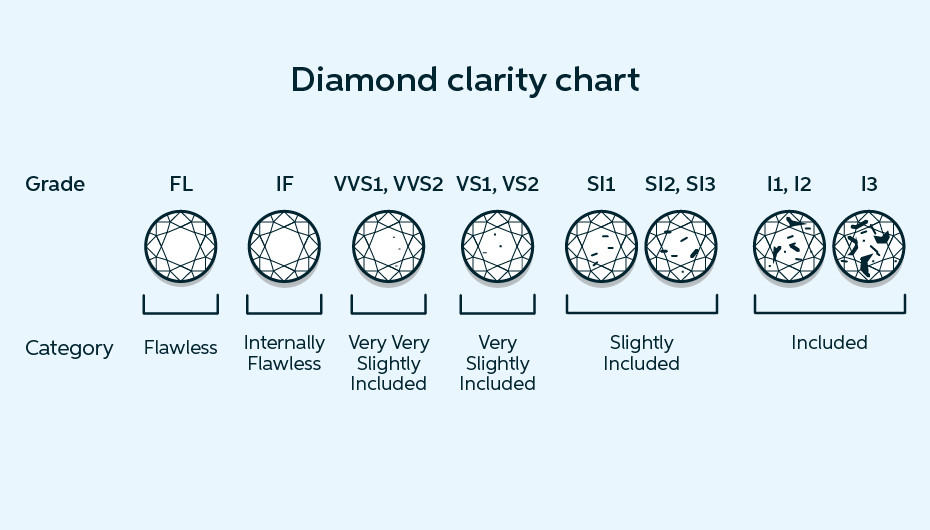 Diamond clarity chart
Grade FL IF VVS1, VVS2 VS1, VS2 SI1 SI2, SI3 I1, I2 I3
Category Flawless Internally Flawless Very Very Slightly Included Very Slightly Included Slightly Included Included